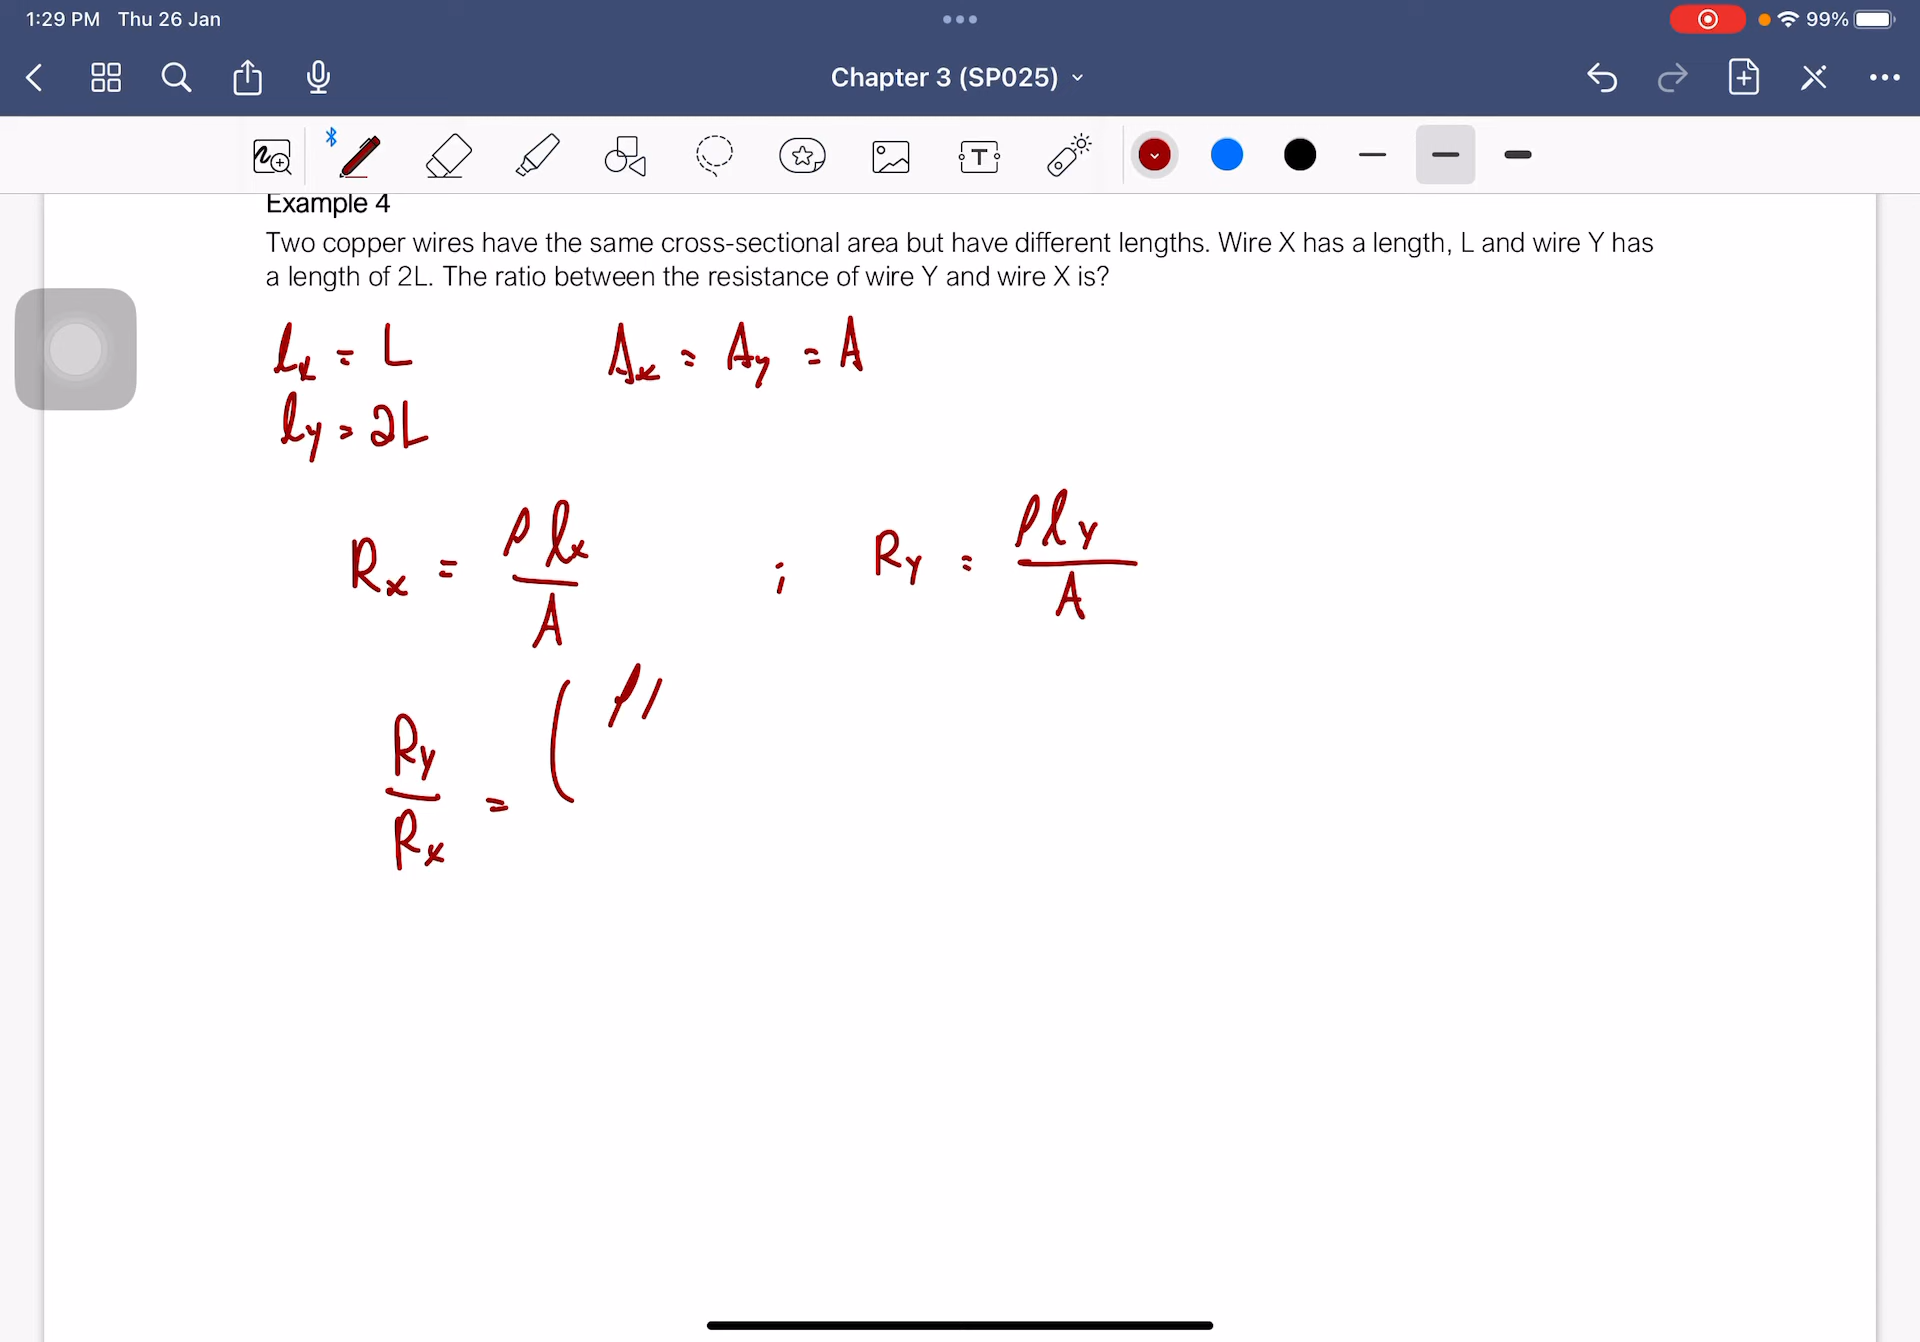 1:29 PM Thu 26 Jan 99%
Chapter 3 (SP025)
T
Example 4
Two copper wires have the same cross-sectional area but have different lengths. Wire X has a length, L and wire Y has
a length of 2L. The ratio between the resistance of wire Y and wire X is?
lx = L Ax = Ay = A
ly = 2L
Rx = ρlx / A ; RY = ρlY / A
Ry / Rx = ( ρl